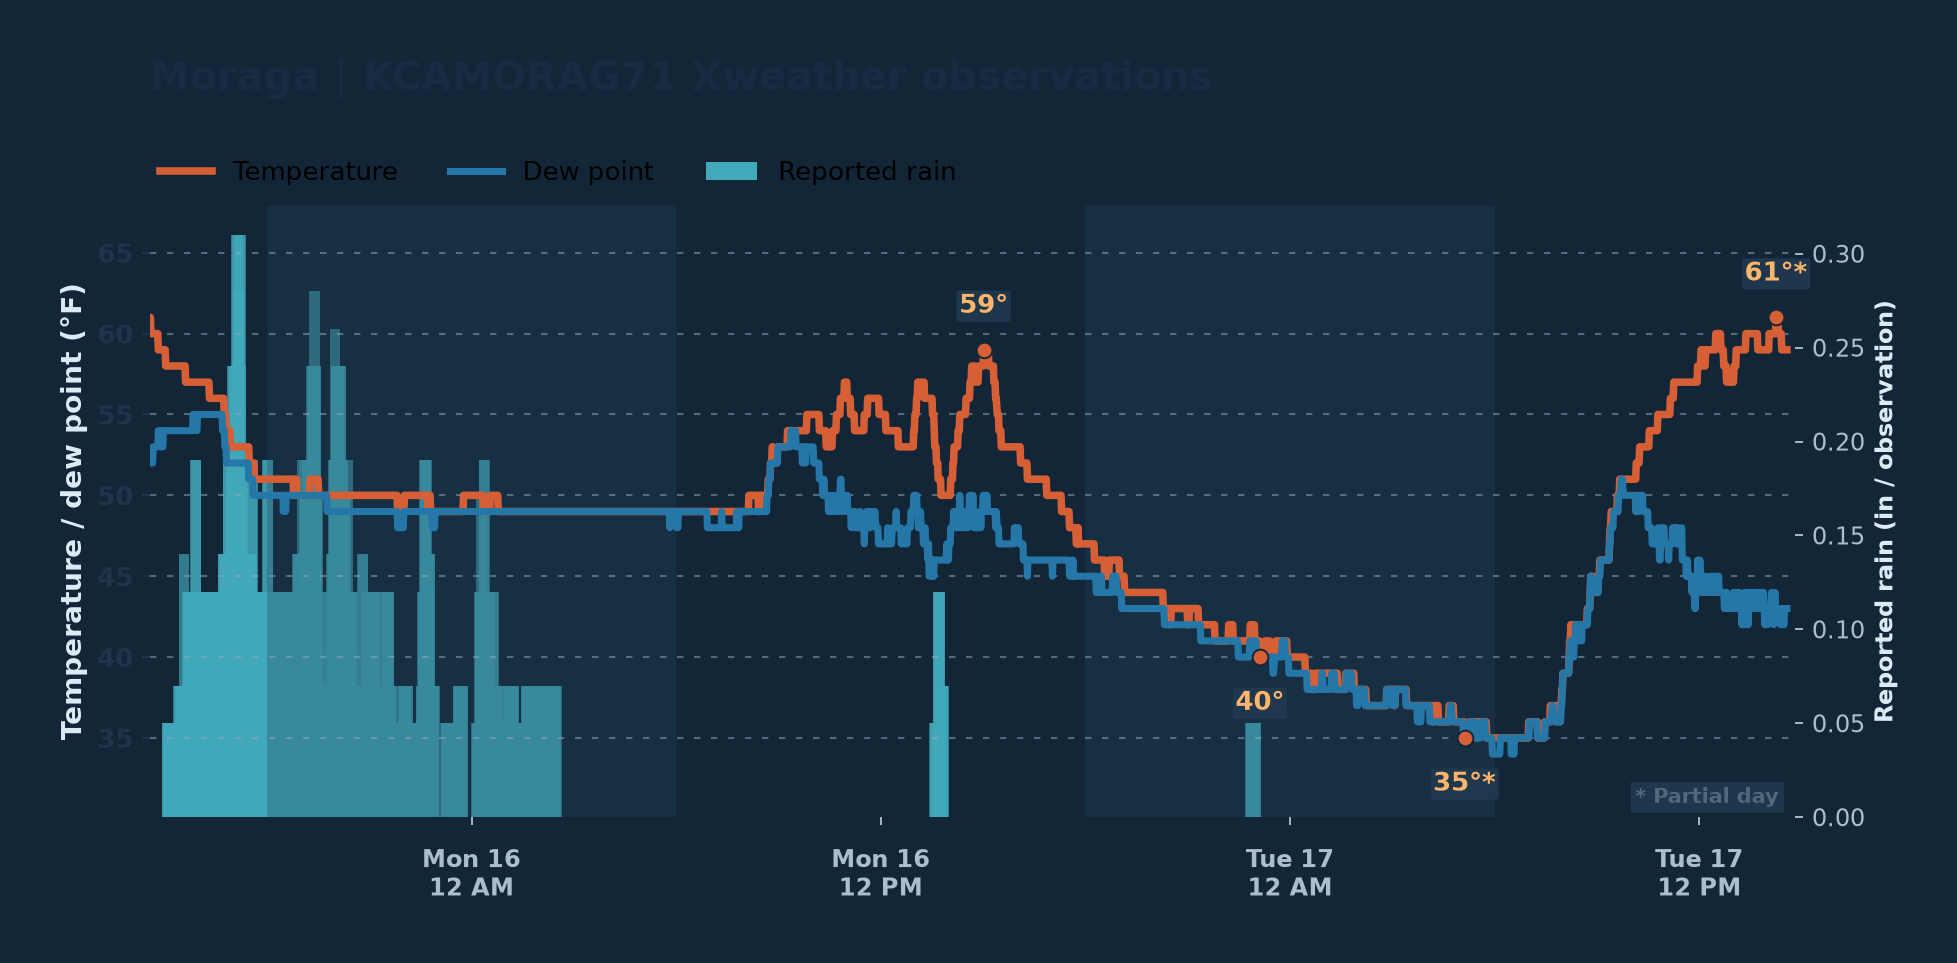 Moraga | KCAMORAG71 Xweather observations
Temperature
Dew point
Reported rain
Temperature / dew point (°F)
65
60
55
50
45
40
35
59°
40°
35°*
61°*
* Partial day
0.30
0.25
0.20
0.15
0.10
0.05
0.00
Reported rain (in / observation)
Mon 16
12 AM
Mon 16
12 PM
Tue 17
12 AM
Tue 17
12 PM